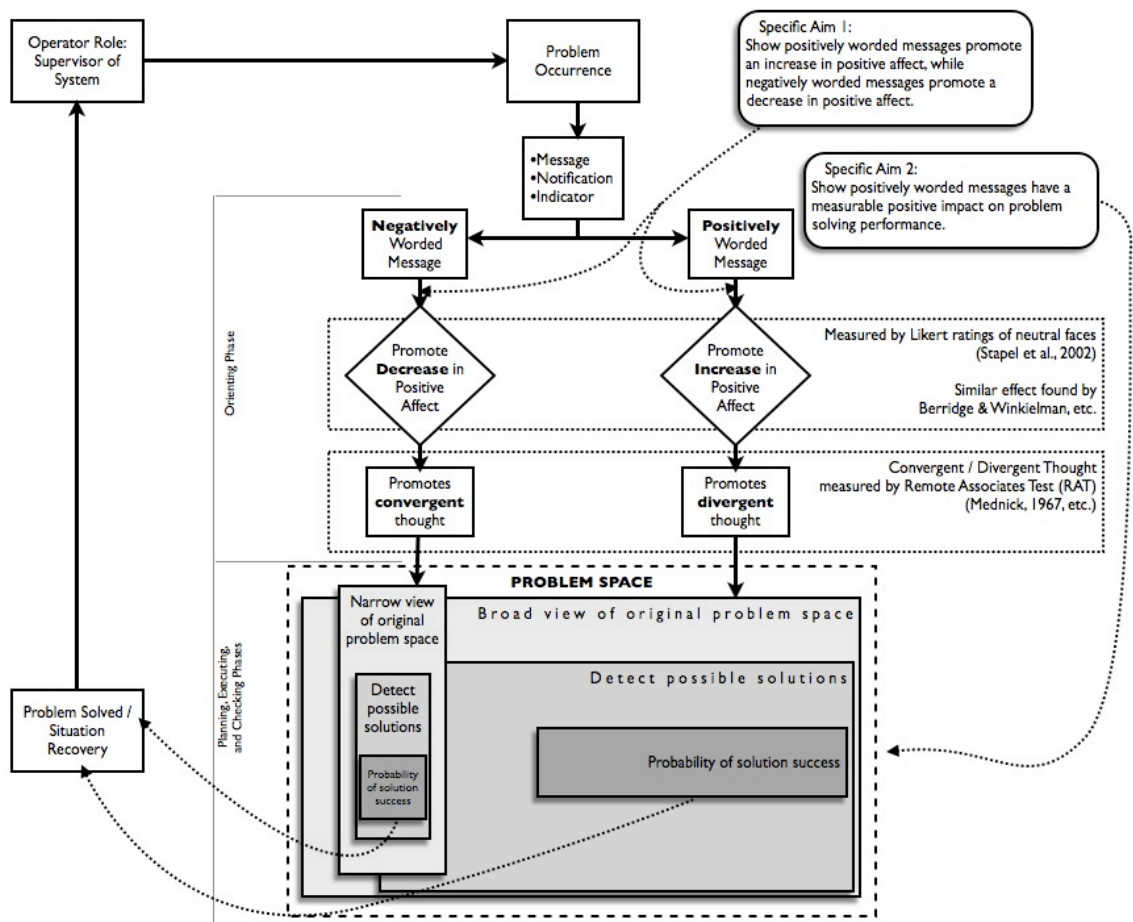 Operator Role:
Supervisor of
System
Problem
Occurrence
Specific Aim 1:
Show positively worded messages promote
an increase in positive affect, while
negatively worded messages promote a
decrease in positive affect.
•Message
•Notification
•Indicator
Specific Aim 2:
Show positively worded messages have a
measurable positive impact on problem
solving performance.
Negatively
Worded
Message
Positively
Worded
Message
Orienting Phase
Promote
Decrease in
Positive
Affect
Promote
Increase in
Positive
Affect
Measured by Likert ratings of neutral faces
(Stapel et al., 2002)
Similar effect found by
Berridge & Winkielman, etc.
Promotes
convergent
thought
Promotes
divergent
thought
Convergent / Divergent Thought
measured by Remote Associates Test (RAT)
(Mednick, 1967, etc.)
PROBLEM SPACE
Planning, Executing,
and Checking Phases
Narrow view
of original
problem space
Broad view of original problem space
Detect
possible
solutions
Detect possible solutions
Probability
of solution
success
Probability of solution success
Problem Solved /
Situation
Recovery